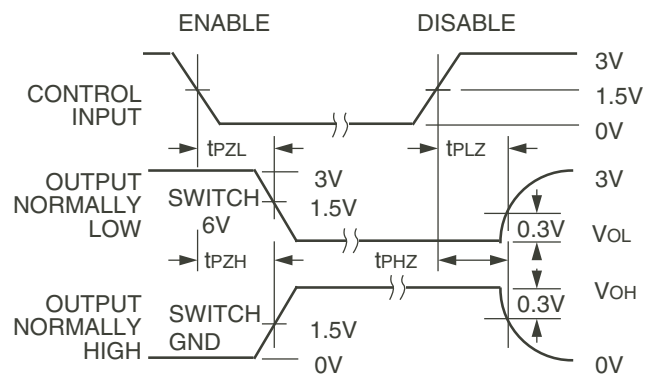 ENABLE DISABLE
3V
CONTROL INPUT
1.5V
0V
tPZL tPLZ
OUTPUT NORMALLY LOW
SWITCH 6V
3V
1.5V
3V
0.3V
VOL
tPZH tPHZ
OUTPUT NORMALLY HIGH
SWITCH GND
1.5V
0V
VOH
0.3V
0V